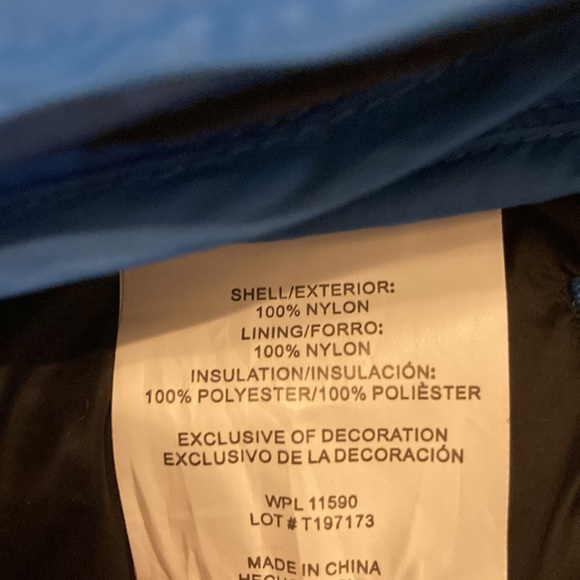 SHELL/EXTERIOR:
100% NYLON
LINING/FORRO:
100% NYLON
INSULATION/INSULACIÓN:
100% POLYESTER/100% POLIÈSTER
EXCLUSIVE OF DECORATION
EXCLUSIVO DE LA DECORACIÓN
WPL 11590
LOT # T197173
MADE IN CHINA